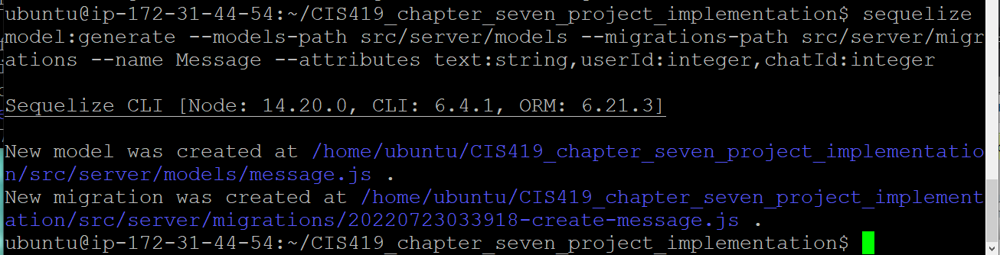 ubuntu@ip-172-31-44-54:~/CIS419_chapter_seven_project_implementation$ sequelize
model:generate --models-path src/server/models --migrations-path src/server/migr
ations --name Message --attributes text:string,userId:integer,chatId:integer
Sequelize CLI [Node: 14.20.0, CLI: 6.4.1, ORM: 6.21.3]
New model was created at /home/ubuntu/CIS419_chapter_seven_project_implementatio
n/src/server/models/message.js .
New migration was created at /home/ubuntu/CIS419_chapter_seven_project_implement
ation/src/server/migrations/20220723033918-create-message.js .
ubuntu@ip-172-31-44-54:~/CIS419_chapter_seven_project_implementation$